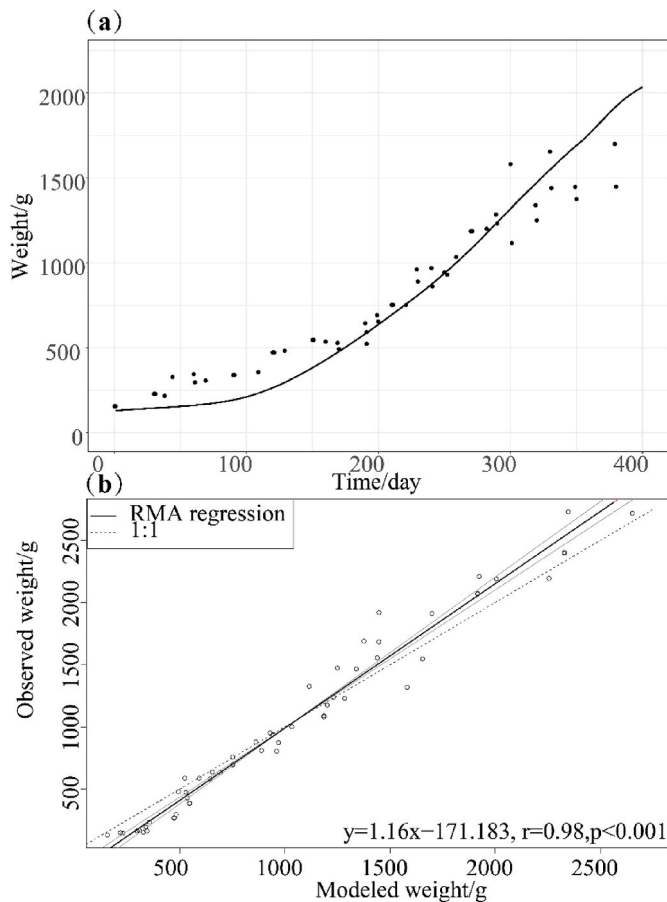 (a)
Weight/g
2000
1500
1000
500
0
0 100 200 300 400
Time/day
(b)
RMA regression
1:1
Observed weight/g
2500
2000
1500
1000
500
y=1.16x−171.183, r=0.98,p<0.001
500 1000 1500 2000 2500
Modeled weight/g